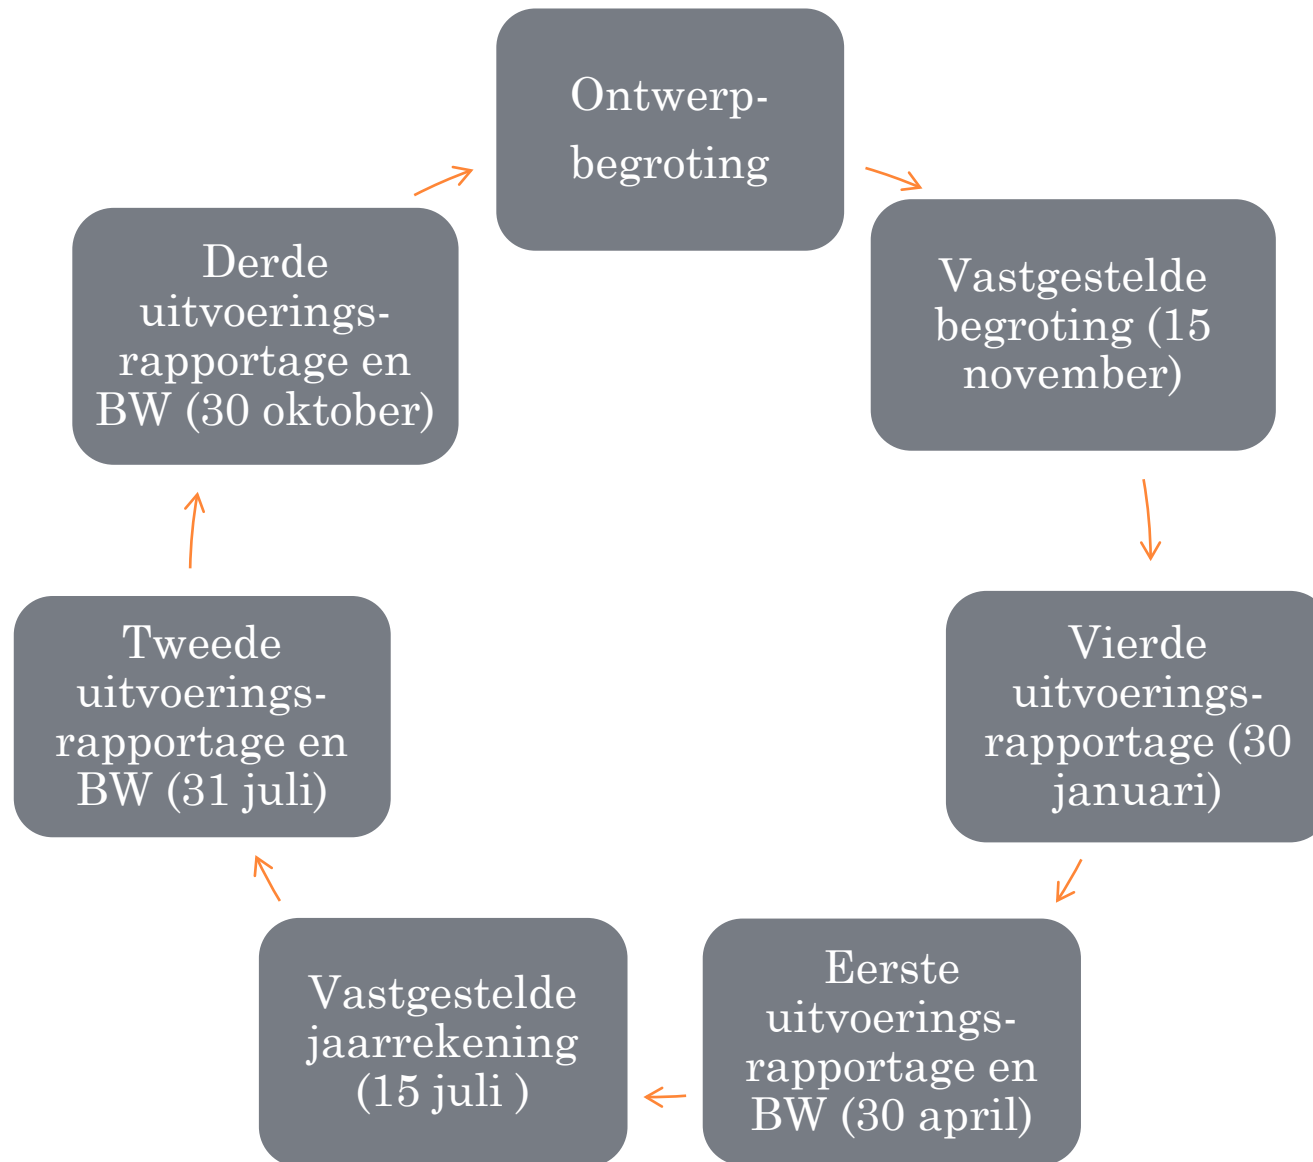 Ontwerp-
begroting
Vastgestelde
begroting (15
november)
Vierde
uitvoerings-
rapportage (30
januari)
Eerste
uitvoerings-
rapportage en
BW (30 april)
Vastgestelde
jaarrekening
(15 juli )
Tweede
uitvoerings-
rapportage en
BW (31 juli)
Derde
uitvoerings-
rapportage en
BW (30 oktober)